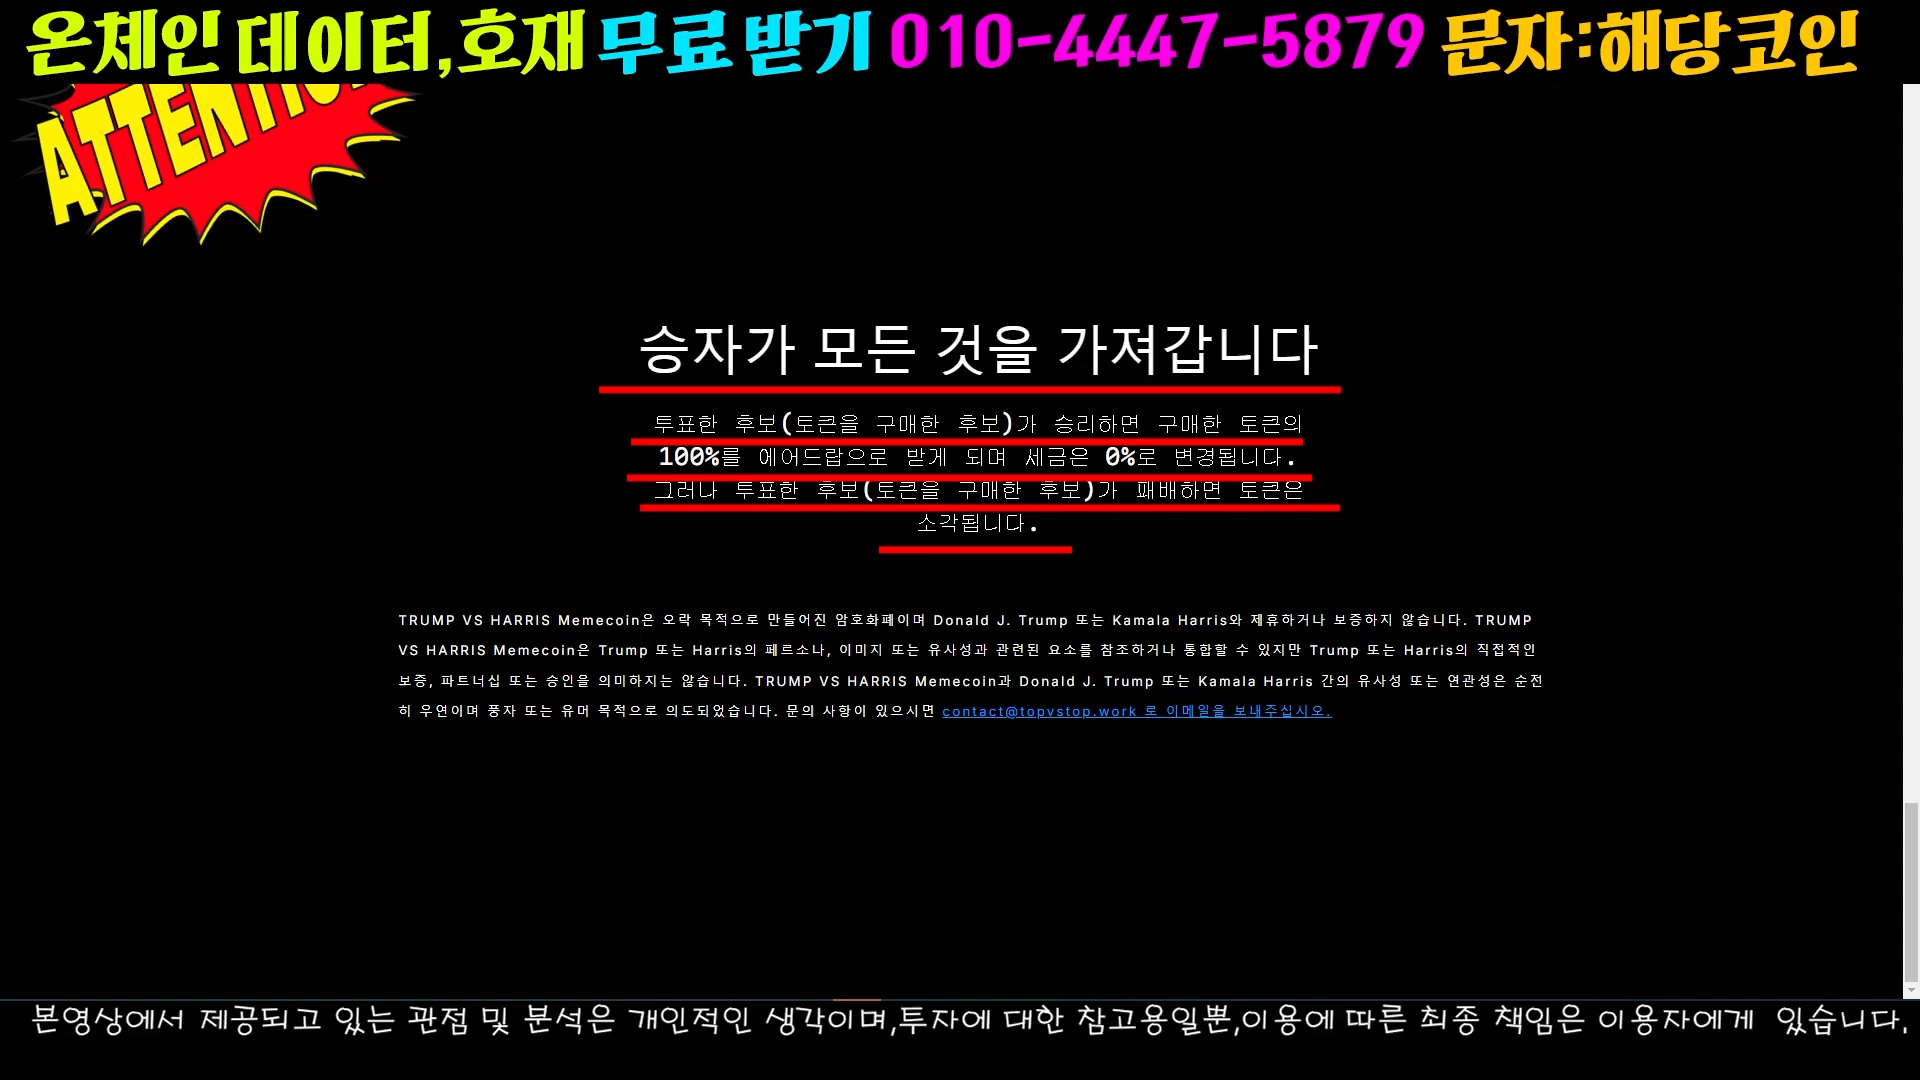 온체인 데이터,호재 무료 받기 010-4447-5879 문자:해당코인
승자가 모든 것을 가져갑니다
투표한 후보(토큰을 구매한 후보)가 승리하면 구매한 토큰의
100%를 에어드랍으로 받게 되며 세금은 0%로 변경됩니다.
그러나 투표한 후보(토큰을 구매한 후보)가 패배하면 토큰은
소각됩니다.
TRUMP VS HARRIS Memecoin은 오락 목적으로 만들어진 암호화폐이며 Donald J. Trump 또는 Kamala Harris와 제휴하거나 보증하지 않습니다. TRUMP
VS HARRIS Memecoin은 Trump 또는 Harris의 페르소나, 이미지 또는 유사성과 관련된 요소를 참조하거나 통합할 수 있지만 Trump 또는 Harris의 직접적인
보증, 파트너십 또는 승인을 의미하지는 않습니다. TRUMP VS HARRIS Memecoin과 Donald J. Trump 또는 Kamala Harris 간의 유사성 또는 연관성은 순전
히 우연이며 풍자 또는 유머 목적으로 의도되었습니다. 문의 사항이 있으시면 contact@topvstop.work 로 이메일을 보내주십시오.
본영상에서 제공되고 있는 관점 및 분석은 개인적인 생각이며,투자에 대한 참고용일뿐,이용에 따른 최종 책임은 이용자에게 있습니다.